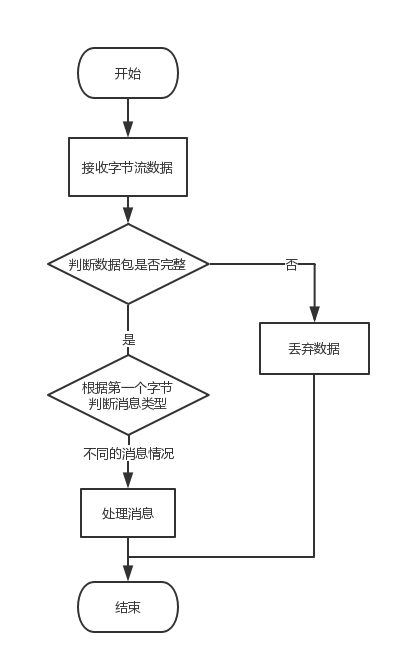 开始
接收字节流数据
判断数据包是否完整
否
是
丢弃数据
根据第一个字节
判断消息类型
不同的消息情况
处理消息
结束